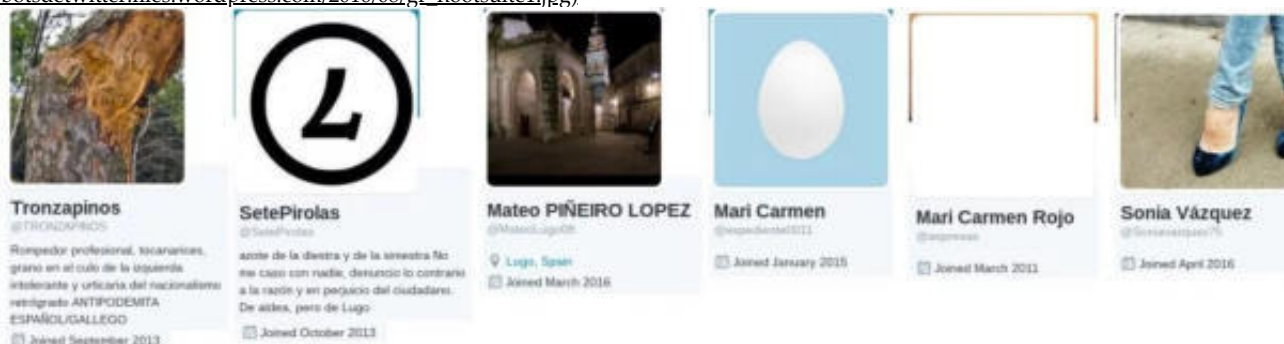 Tronzapinos
@TRONZAPINOS
Rompedor profesional, tocanarices,
grano en el culo de la izquierda
intolerante y urticaria del nacionalismo
retrógrado ANTIPODEMITA
ESPAÑOL/GALLEGO
Joined September 2013
SetePirolas
@SetePirolas
azote de la diestra y de la siniestra No
me caso con nadie, denuncio lo contrario
a la razón y en perjuicio del ciudadano.
De aldea, pero de Lugo
Joined October 2013
Mateo PIÑEIRO LOPEZ
Lugo, Spain
Joined March 2016
Mari Carmen
Joined January 2015
Mari Carmen Rojo
Joined March 2011
Sonia Vázquez
Joined April 2016